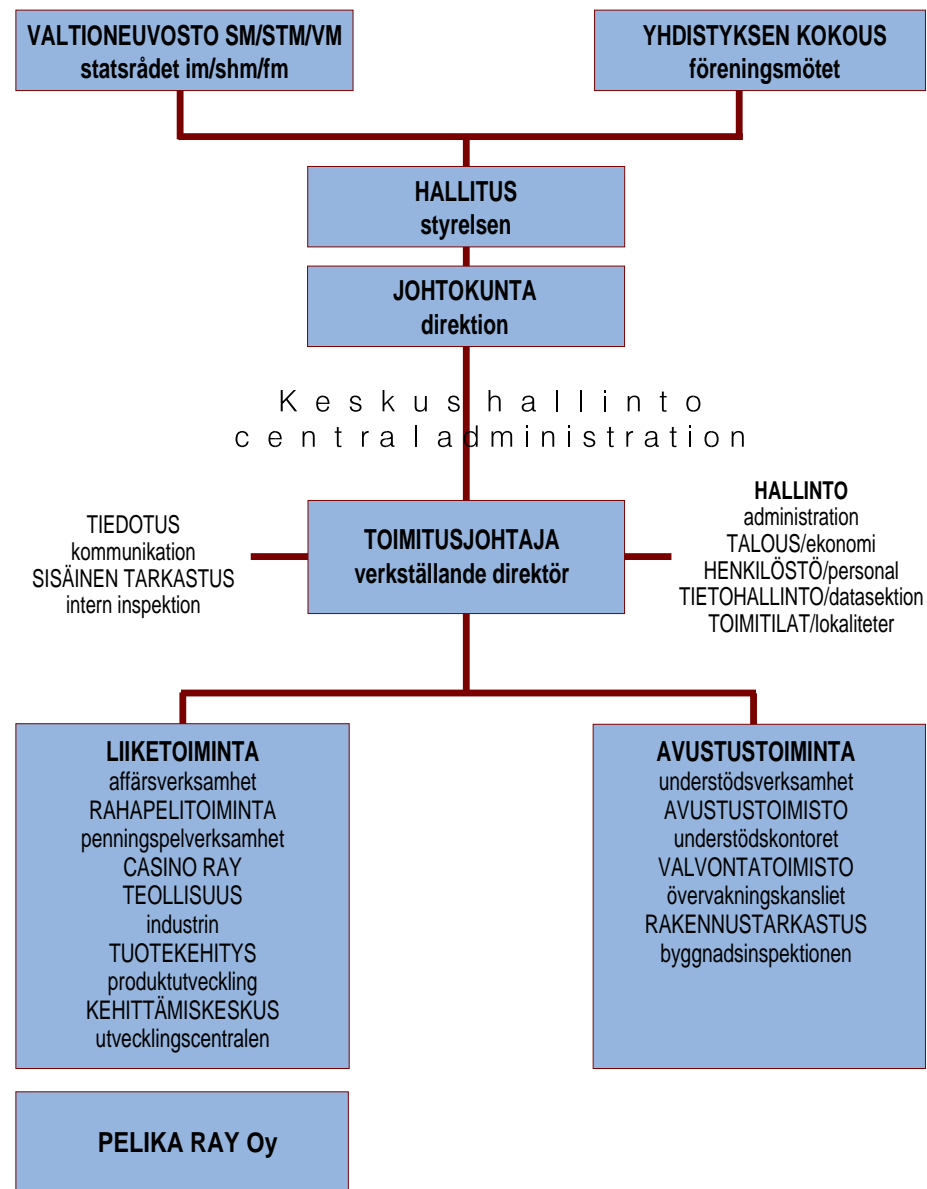 VALTIONEUVOSTO SM/STM/VM
statsrådet im/shm/fm
YHDISTYKSEN KOKOUS
föreningsmötet
HALLITUS
styrelsen
JOHTOKUNTA
direktion
Keskushallinto
centraladministration
TIEDOTUS
kommunikation
SISÄINEN TARKASTUS
intern inspektion
TOIMITUSJOHTAJA
verkställande direktör
HALLINTO
administration
TALOUS/ekonomi
HENKILÖSTÖ/personal
TIETOHALLINTO/datasektion
TOIMITILAT/lokaliteter
LIIKETOIMINTA
affärsverksamhet
RAHAPELITOIMINTA
penningspelverksamhet
CASINO RAY
TEOLLISUUS
industrin
TUOTEKEHITYS
produktutveckling
KEHITTÄMISKESKUS
utvecklingscentralen
AVUSTUSTOIMINTA
understödsverksamhet
AVUSTUSTOIMISTO
understödskontoret
VALVONTATOIMISTO
övervakningskansliet
RAKENNUSTARKASTUS
byggnadsinspektionen
PELIKA RAY Oy